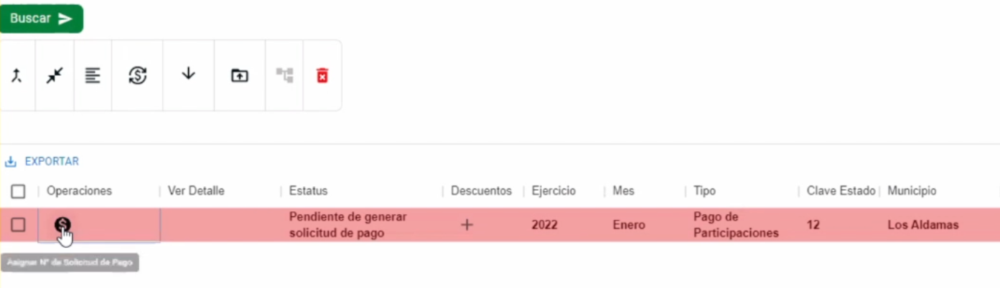 Buscar
EXPORTAR
Operaciones Ver Detalle Estatus Descuentos Ejercicio Mes Tipo Clave Estado Municipio
Pendiente de generar solicitud de pago + 2022 Enero Pago de Participaciones 12 Los Aldamas
Asignar N° de Solicitud de Pago